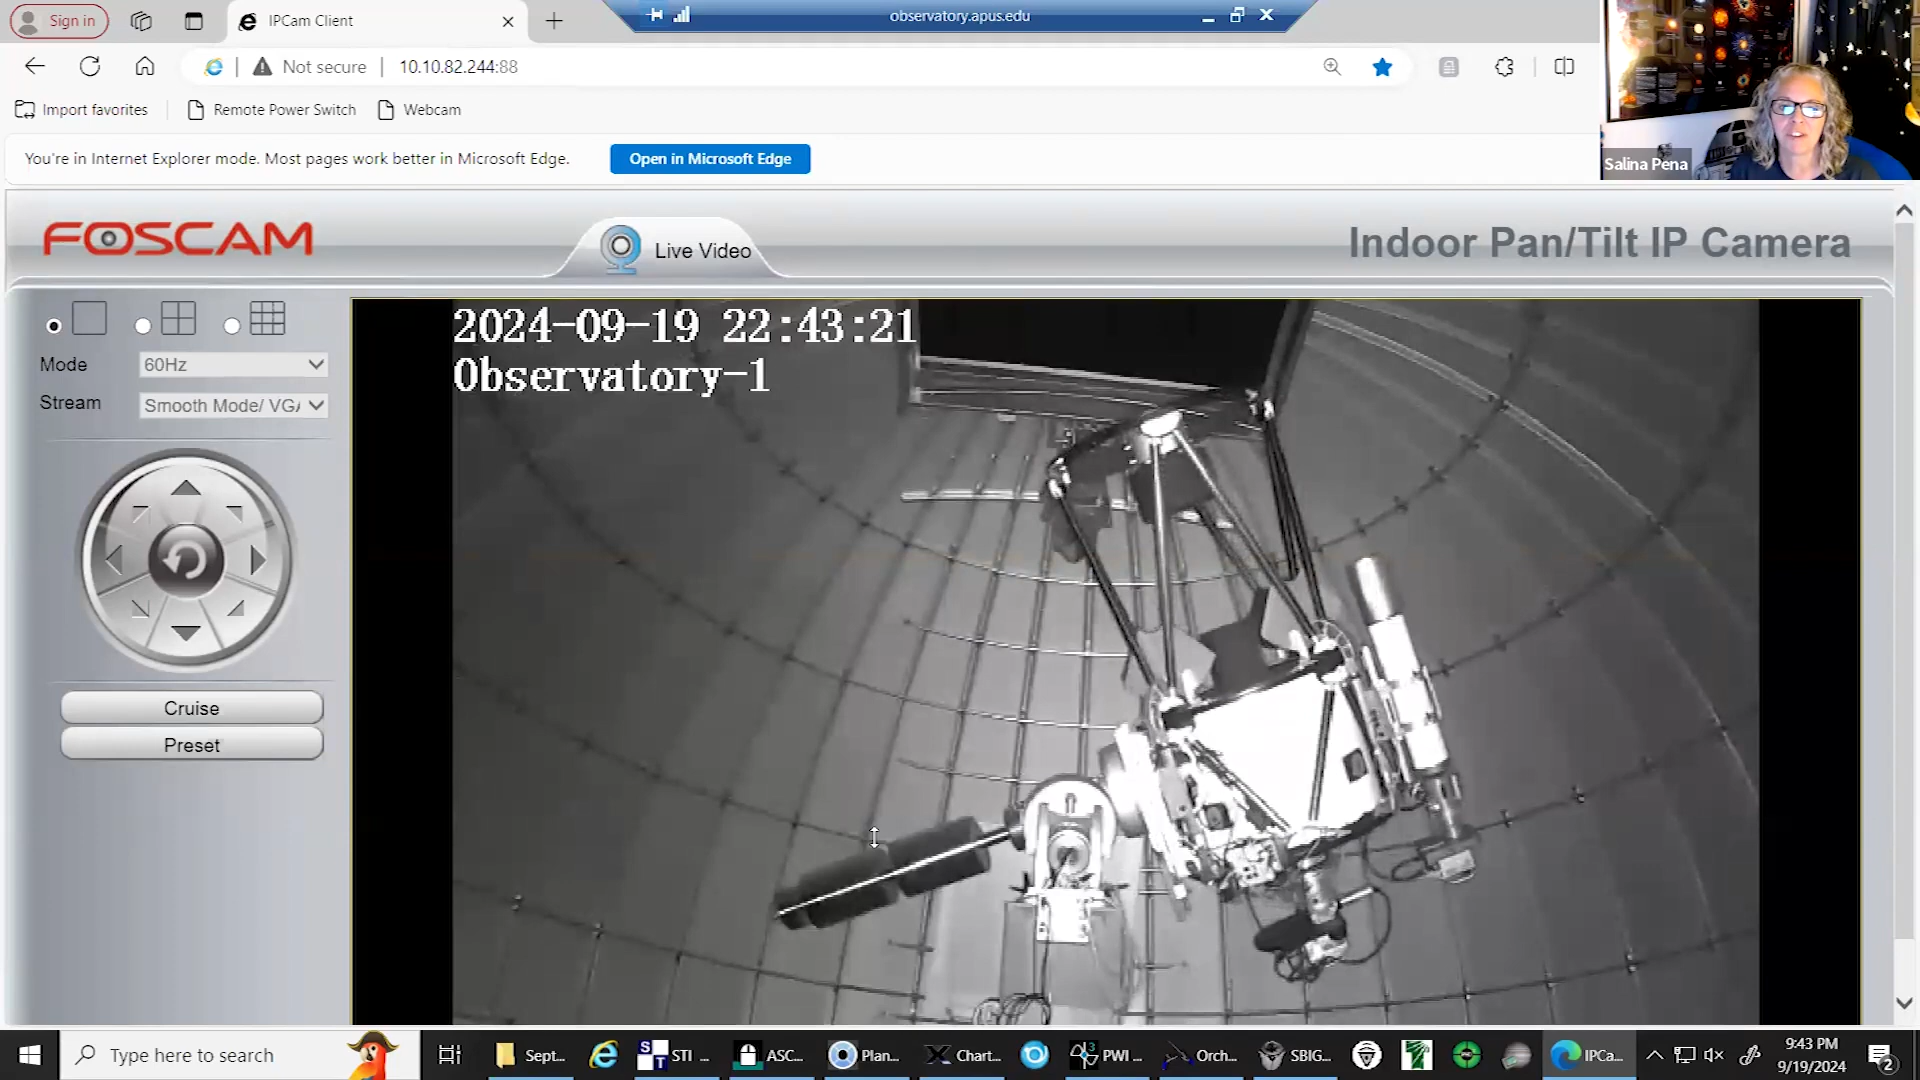 Sign in
IPCam Client
observatory.apus.edu
Not secure
10.10.82.244:88
Import favorites
Remote Power Switch
Webcam
You're in Internet Explorer mode. Most pages work better in Microsoft Edge.
Open in Microsoft Edge
Salina Pena
FOSCAM
Live Video
Indoor Pan/Tilt IP Camera
2024-09-19 22:43:21
Observatory-1
Mode
60Hz
Stream
Smooth Mode/ VGA
Cruise
Preset
Type here to search
Sept...
STI ...
ASC...
Plan...
Chart...
PWI ...
Orch...
SBIG...
IPCa...
9:43 PM
9/19/2024
2